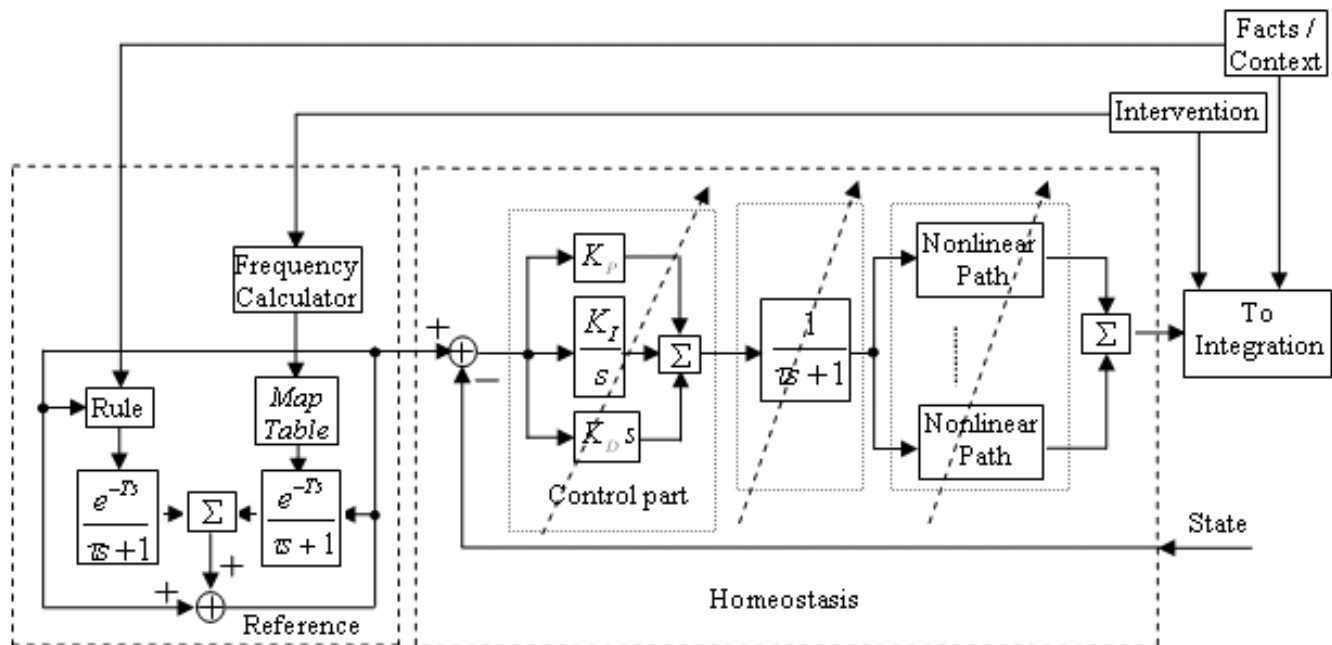 Facts /
Context
Intervention
Frequency
Calculator
Map
Table
Rule
e^{-Ts}
τs + 1
Σ
e^{-Ts}
τs + 1
+
+
+
Reference
+
+
−
K_P
K_I
s
K_D s
Σ
Control part
1
τs + 1
Nonlinear
Path
Nonlinear
Path
Σ
To
Integration
State
Homeostasis